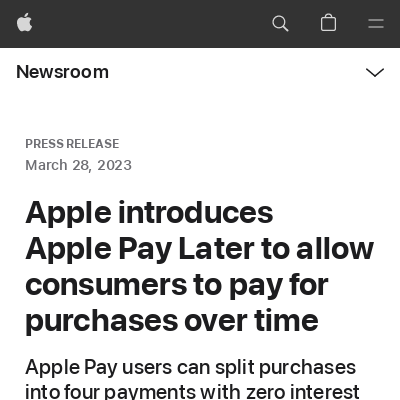 Newsroom
PRESS RELEASE
March 28, 2023
Apple introduces
Apple Pay Later to allow
consumers to pay for
purchases over time
Apple Pay users can split purchases
into four payments with zero interest